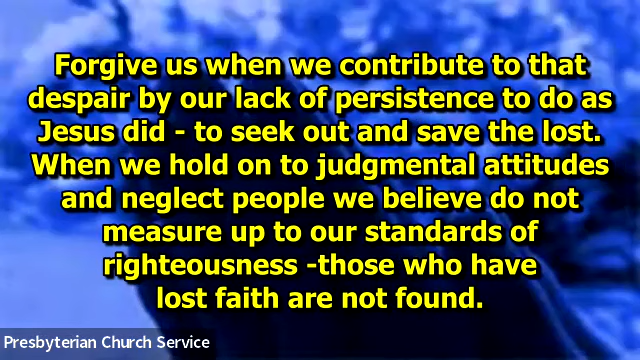 Forgive us when we contribute to that
despair by our lack of persistence to do as
Jesus did - to seek out and save the lost.
When we hold on to judgmental attitudes
and neglect people we believe do not
measure up to our standards of
righteousness -those who have
lost faith are not found.
Presbyterian Church Service